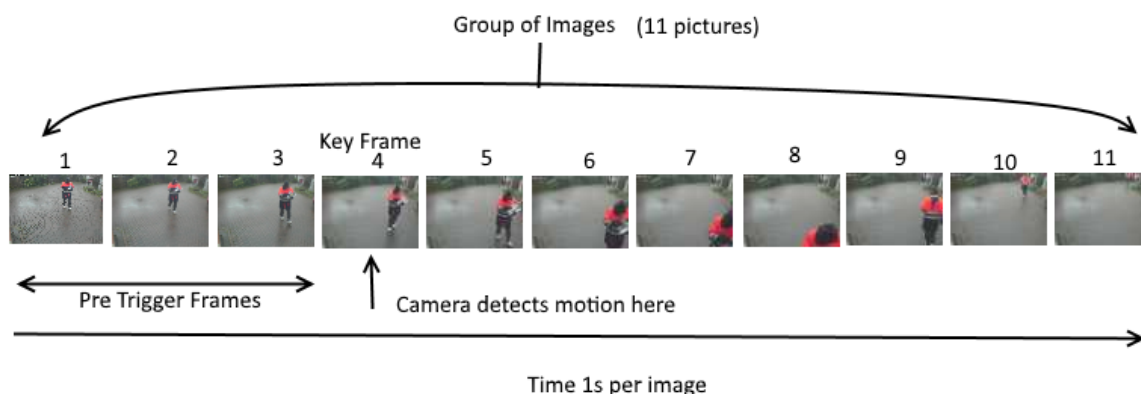 Group of Images (11 pictures)
Key Frame
1 2 3 4 5 6 7 8 9 10 11
Pre Trigger Frames
Camera detects motion here
Time 1s per image